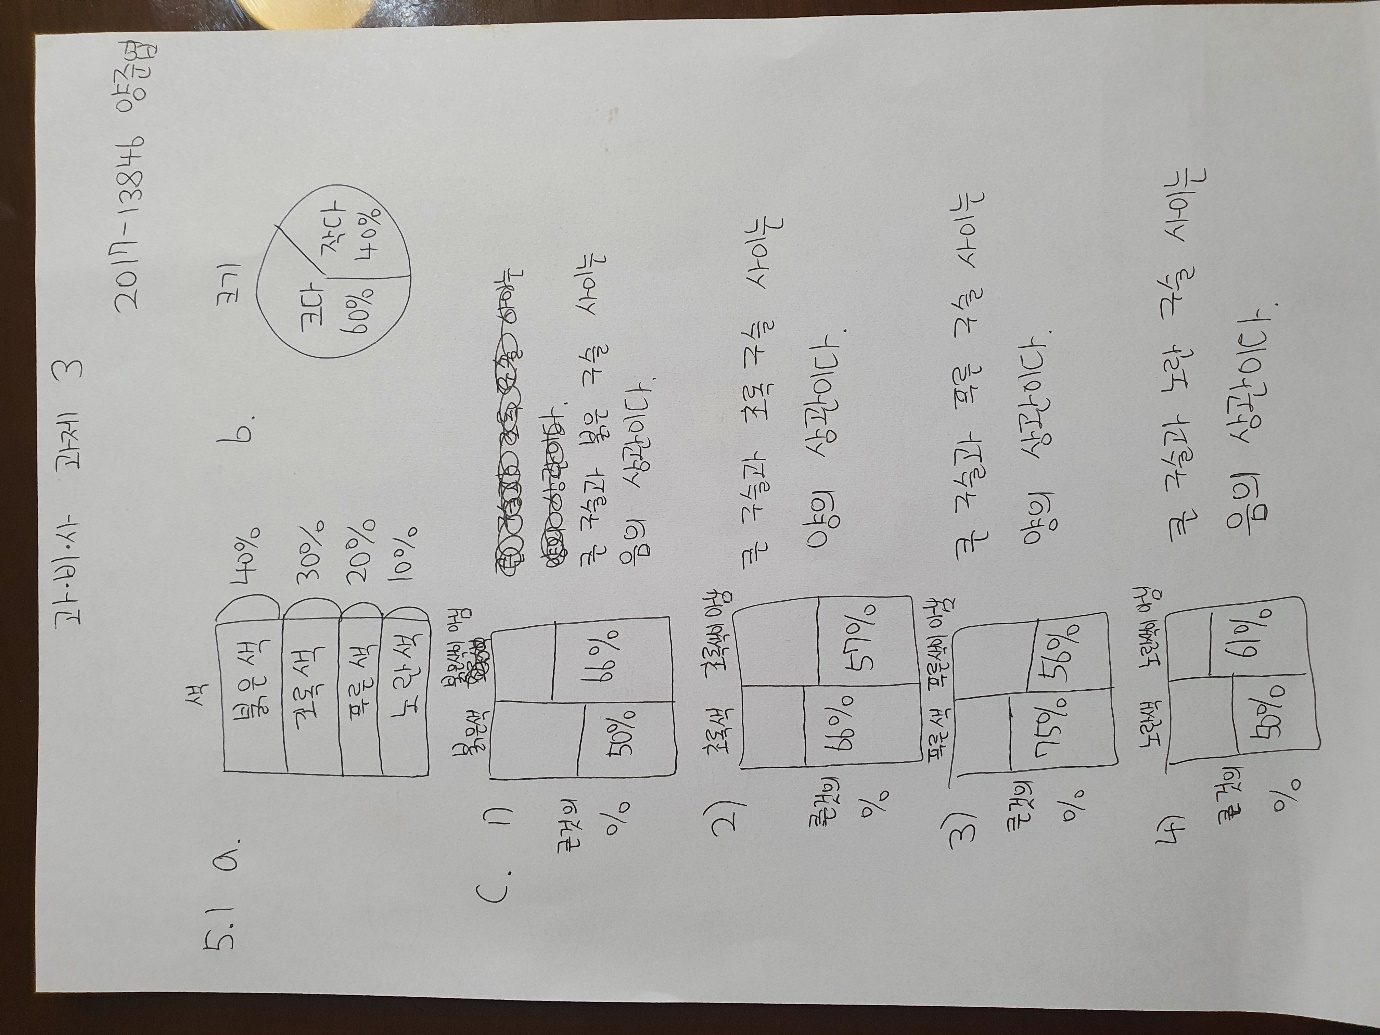 과·비·사 과제 3
2017-13846 양준엽
5.1 a. 색
붉은색 40%
초록색 30%
푸른색 20%
노란색 10%
b. 크기
크다 60%
작다 40%
C. 1) 붉은색 붉은색이 아님
큰것의 %
50% 66%
큰 구슬과 붉은 구슬 사이는
음의 상관이다.
2) 초록색 초록색이 아님
큰것의 %
66% 57%
큰 구슬과 초록 구슬 사이는
양의 상관이다.
3) 푸른색 푸른색이 아님
큰것의 %
75% 56%
큰 구슬과 푸른 구슬 사이는
양의 상관이다.
4) 노란색 노란색이 아님
큰것의 %
50% 61%
큰 구슬과 노란 구슬 사이는
음의 상관이다.